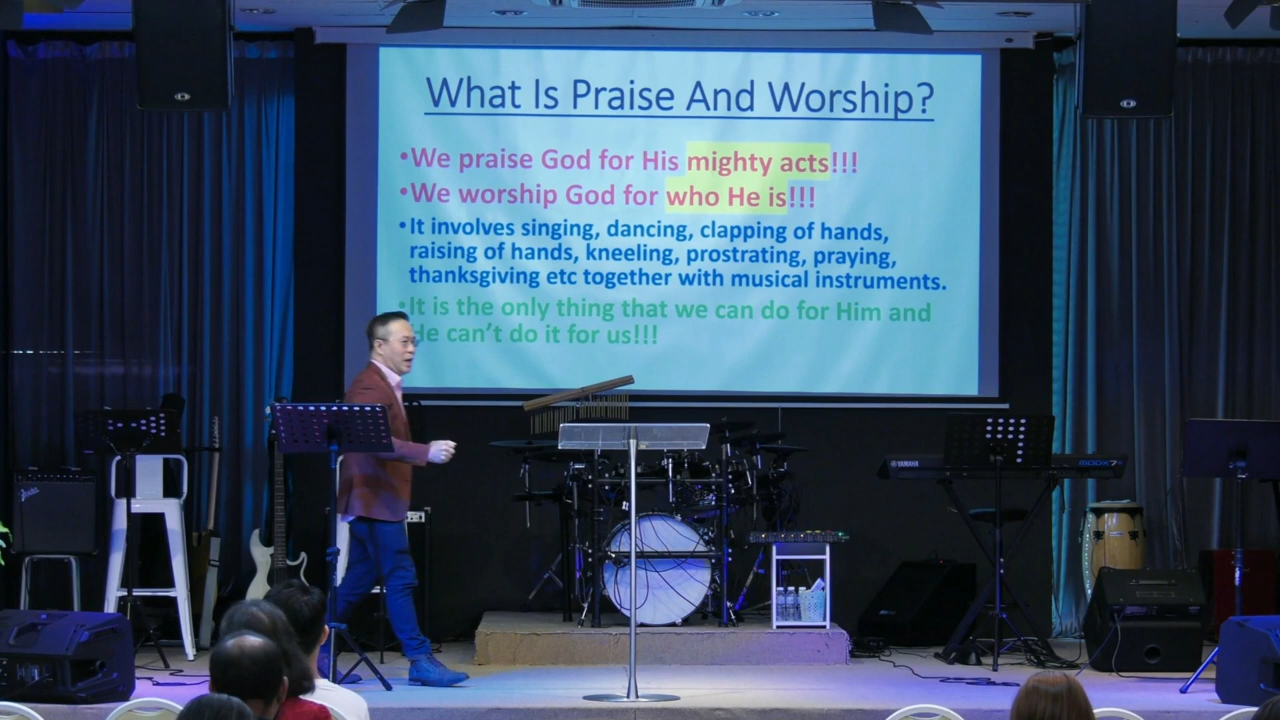 What Is Praise And Worship?
•We praise God for His mighty acts!!!
•We worship God for who He is!!!
•It involves singing, dancing, clapping of hands,
raising of hands, kneeling, prostrating, praying,
thanksgiving etc together with musical instruments.
•It is the only thing that we can do for Him and
He can't do it for us!!!
Fender
YAMAHA
MODX7